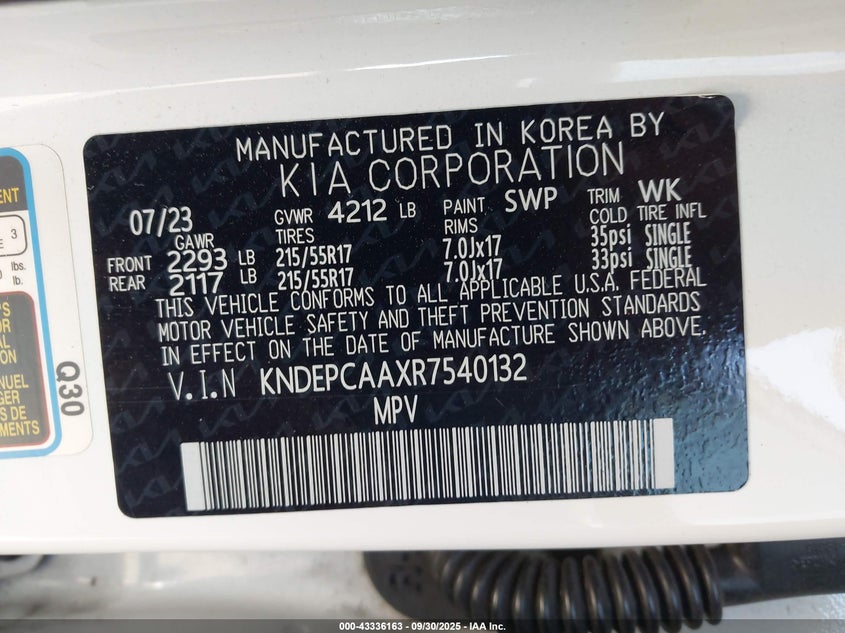 MANUFACTURED IN KOREA BY
KIA CORPORATION
07/23 GVWR 4212 LB PAINT SWP TRIM WK
GAWR TIRES RIMS COLD TIRE INFL
FRONT 2293 LB 215/55R17 7.0Jx17 35psi SINGLE
REAR 2117 LB 215/55R17 7.0Jx17 33psi SINGLE
THIS VEHICLE CONFORMS TO ALL APPLICABLE U.S.A. FEDERAL
MOTOR VEHICLE SAFETY AND THEFT PREVENTION STANDARDS
IN EFFECT ON THE DATE OF MANUFACTURE SHOWN ABOVE.
V.I.N KNDEPCAAXR7540132
MPV
Q30
3
lbs.
lb.
000-43336163 - 09/30/2025 - IAA Inc.